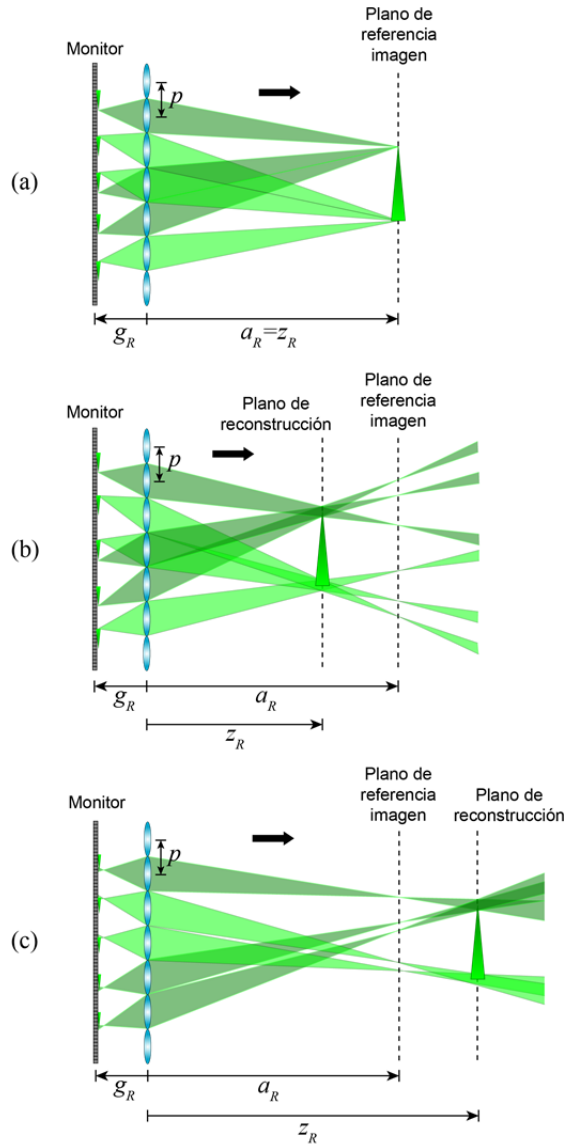 Plano de
referencia
imagen
Monitor
p
(a)
g_R
a_R=z_R
Plano de
referencia
imagen
Plano de
reconstrucción
Monitor
p
(b)
g_R
a_R
z_R
Plano de
referencia
imagen
Plano de
reconstrucción
Monitor
p
(c)
g_R
a_R
z_R